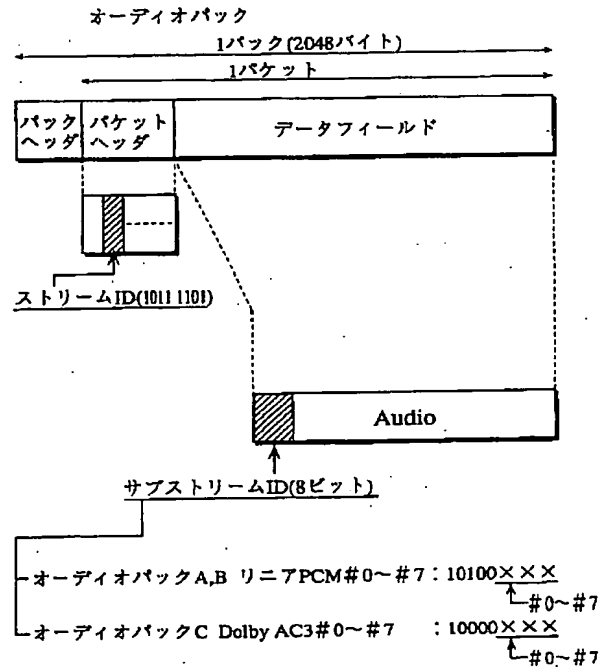 オーディオパック
1パック(2048バイト)
1パケット
パック
ヘッダ
パケット
ヘッダ
データフィールド
ストリームID(1011 1101)
Audio
サブストリームID(8ビット)
オーディオパックA,B リニアPCM#0~#7:10100×××
#0~#7
オーディオパックC Dolby AC3#0~#7 :10000×××
#0~#7